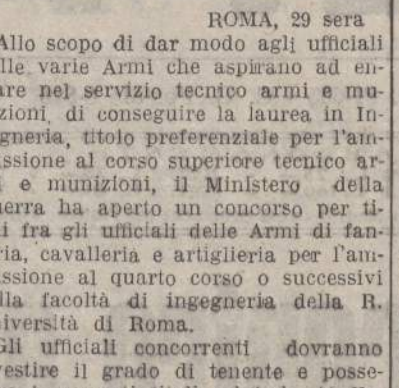 ROMA, 29 sera
Allo scopo di dar modo agli ufficiali
lle varie Armi che aspirano ad en-
are nel servizio tecnico armi e mu-
zioni, di conseguire la laurea in In-
gneria, titolo preferenziale per l'am-
ssione al corso superiore tecnico ar-
i e munizioni, il Ministero della
uerra ha aperto un concorso per ti-
i fra gli ufficiali delle Armi di fan-
ria, cavalleria e artiglieria per l'am-
ssione al quarto corso o successivi
lla facoltà di ingegneria della R.
iversità di Roma.
Gli ufficiali concorrenti dovranno
vestire il grado di tenente e posse-